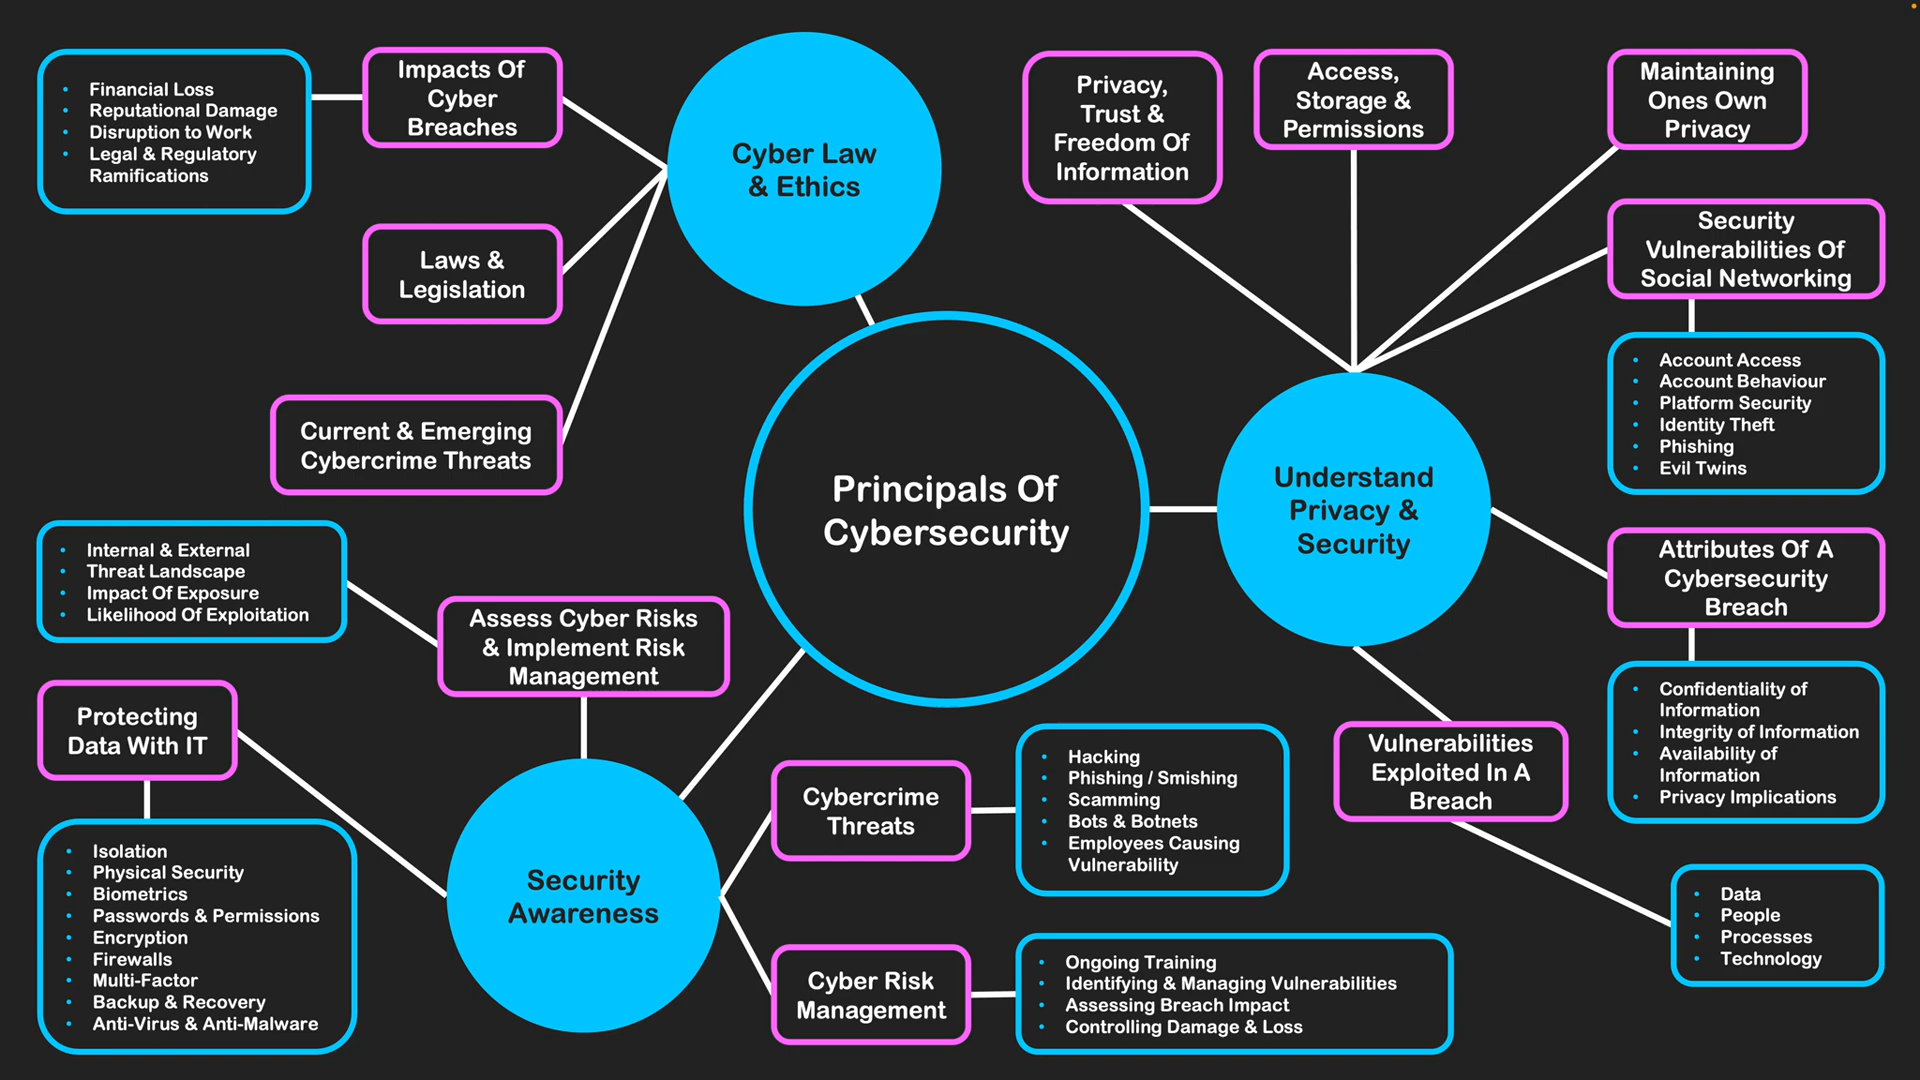 Financial Loss
Reputational Damage
Disruption to Work
Legal & Regulatory
Ramifications
Impacts Of
Cyber
Breaches
Laws &
Legislation
Current & Emerging
Cybercrime Threats
Cyber Law
& Ethics
Privacy,
Trust &
Freedom Of
Information
Access,
Storage &
Permissions
Maintaining
Ones Own
Privacy
Security
Vulnerabilities Of
Social Networking
Account Access
Account Behaviour
Platform Security
Identity Theft
Phishing
Evil Twins
Principals Of
Cybersecurity
Understand
Privacy &
Security
Attributes Of A
Cybersecurity
Breach
Confidentiality of
Information
Integrity of Information
Availability of
Information
Privacy Implications
Vulnerabilities
Exploited In A
Breach
Data
People
Processes
Technology
Internal & External
Threat Landscape
Impact Of Exposure
Likelihood Of Exploitation
Assess Cyber Risks
& Implement Risk
Management
Protecting
Data With IT
Isolation
Physical Security
Biometrics
Passwords & Permissions
Encryption
Firewalls
Multi-Factor
Backup & Recovery
Anti-Virus & Anti-Malware
Security
Awareness
Cybercrime
Threats
Hacking
Phishing / Smishing
Scamming
Bots & Botnets
Employees Causing
Vulnerability
Cyber Risk
Management
Ongoing Training
Identifying & Managing Vulnerabilities
Assessing Breach Impact
Controlling Damage & Loss